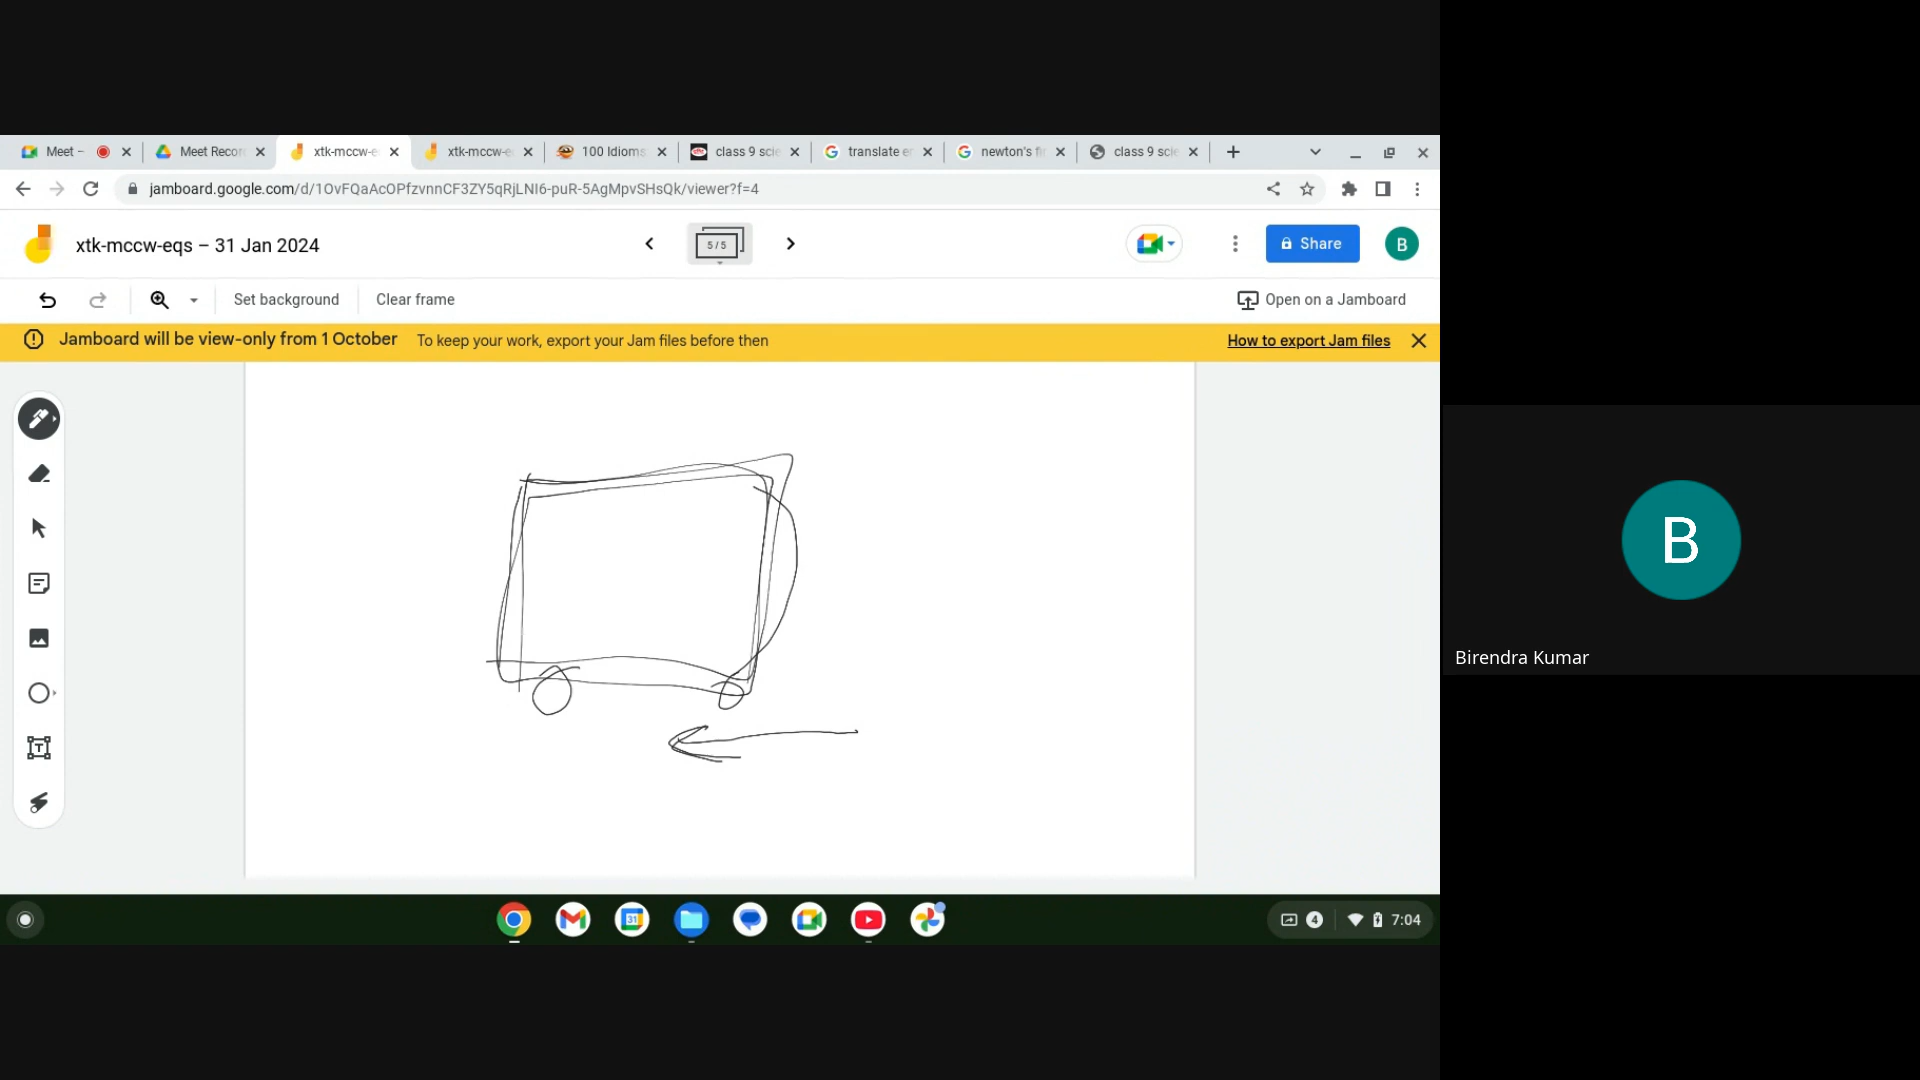 Meet – Meet Recor xtk-mccw-e xtk-mccw-e 100 Idioms class 9 scie translate e newton's fi class 9 scie
jamboard.google.com/d/1OvFQaAcOPfzvnnCF3ZY5qRjLNI6-puR-5AgMpvSHsQk/viewer?f=4
xtk-mccw-eqs – 31 Jan 2024 5 / 5 Share B
Set background Clear frame Open on a Jamboard
Jamboard will be view-only from 1 October To keep your work, export your Jam files before then How to export Jam files
B
Birendra Kumar
31 4 7:04